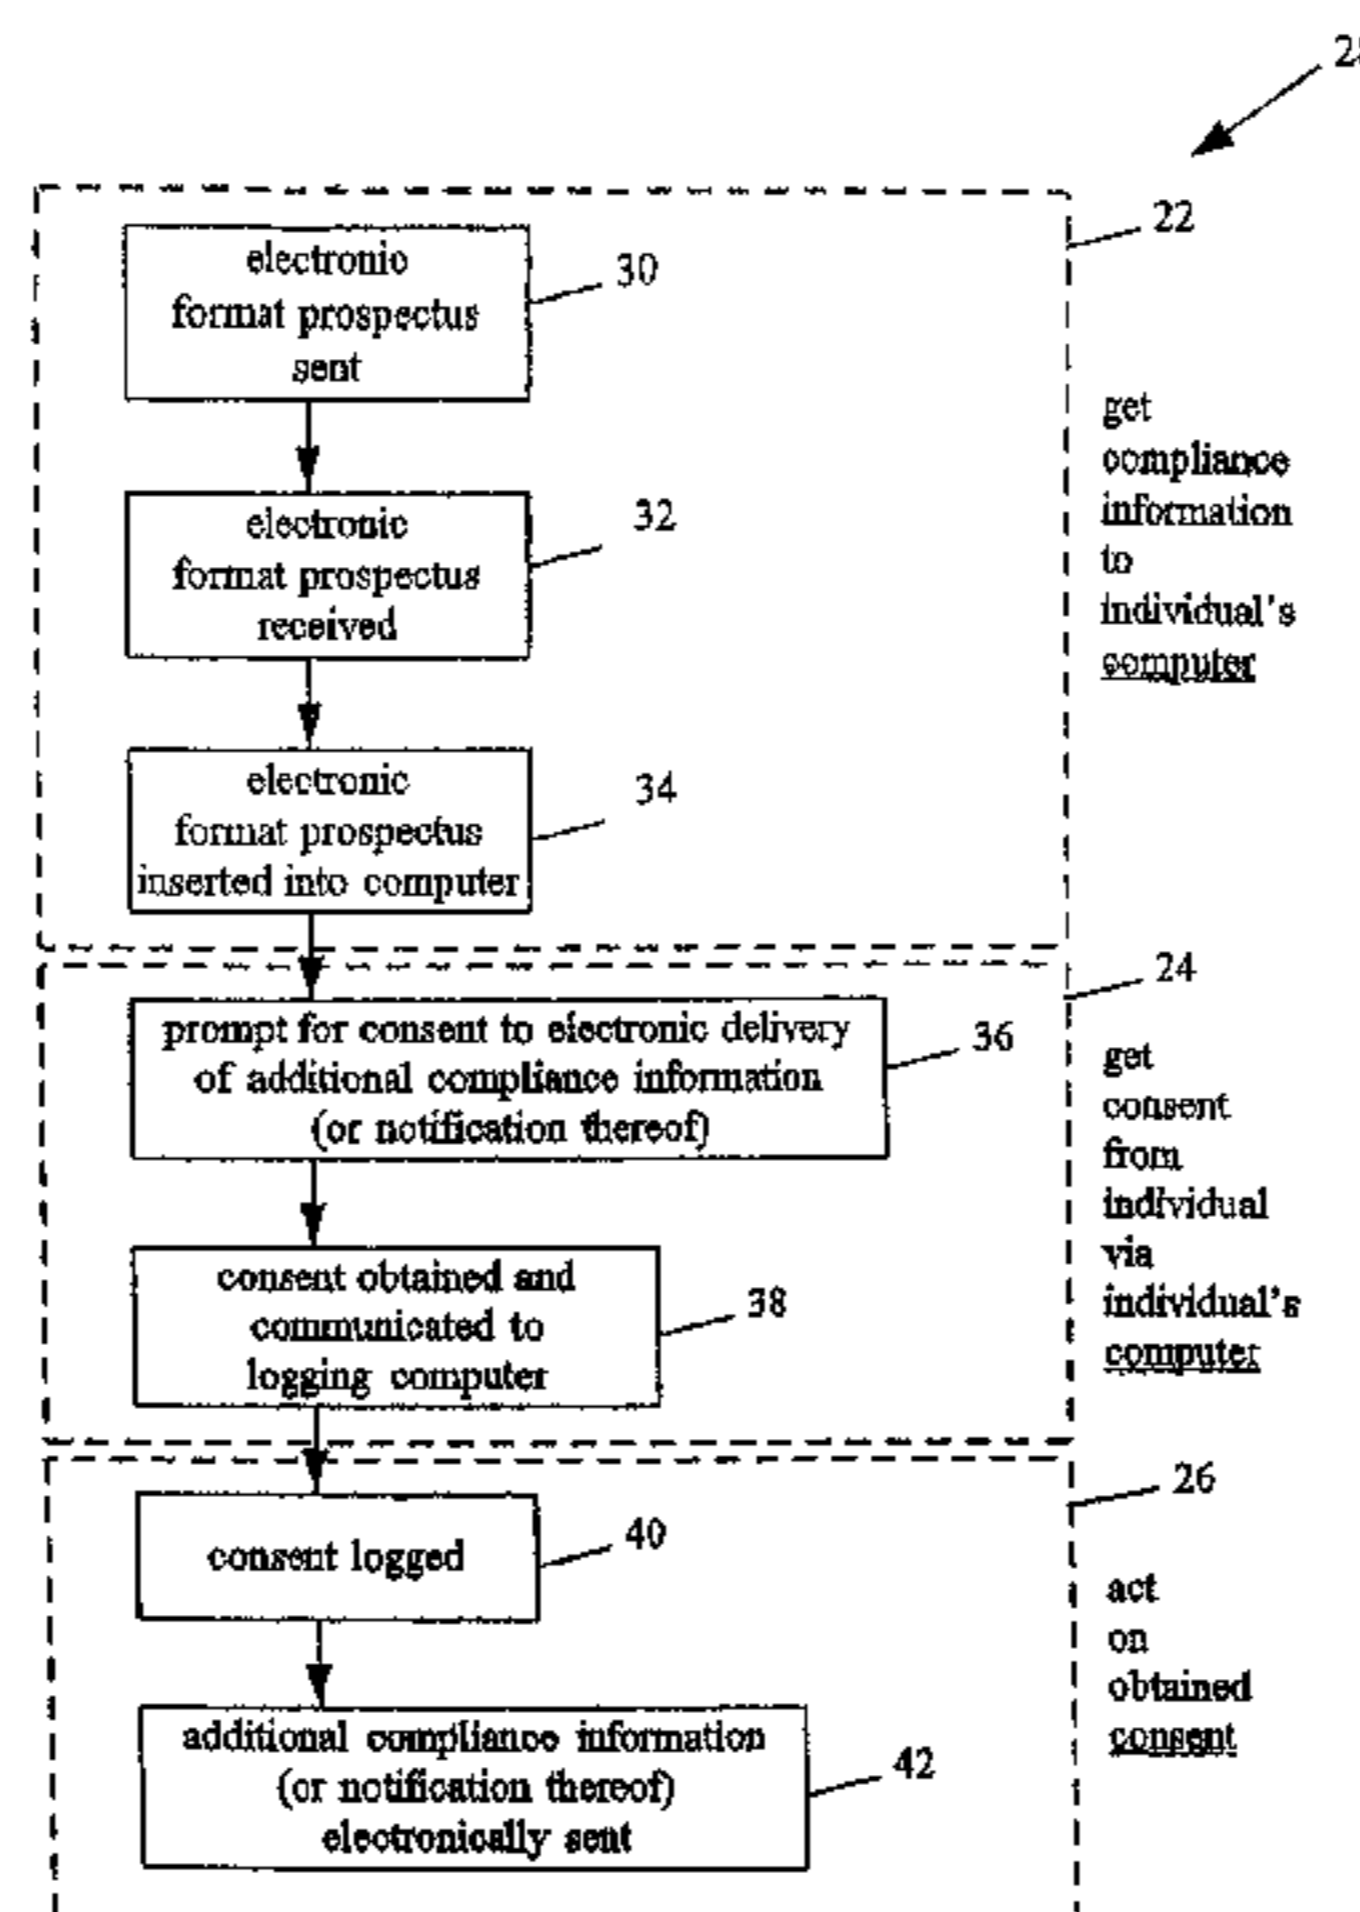 22
electronic
format prospectus
sent
30
get
compliance
information
to
individual's
computer
electronic
format prospectus
received
32
electronic
format prospectus
inserted into computer
34
24
prompt for consent to electronic delivery
of additional compliance information
(or notification thereof)
36
get
consent
from
individual
via
individual's
computer
consent obtained and
communicated to
logging computer
38
26
consent logged
40
act
on
obtained
consent
additional compliance information
(or notification thereof)
electronically sent
42